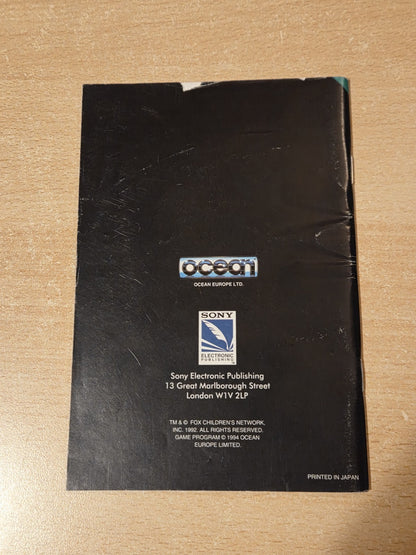 ocean
OCEAN EUROPE LTD.
SONY
ELECTRONIC
PUBLISHING
Sony Electronic Publishing
13 Great Marlborough Street
London W1V 2LP
TM & © FOX CHILDREN'S NETWORK,
INC. 1992. ALL RIGHTS RESERVED.
GAME PROGRAM © 1994 OCEAN
EUROPE LIMITED.
PRINTED IN JAPAN